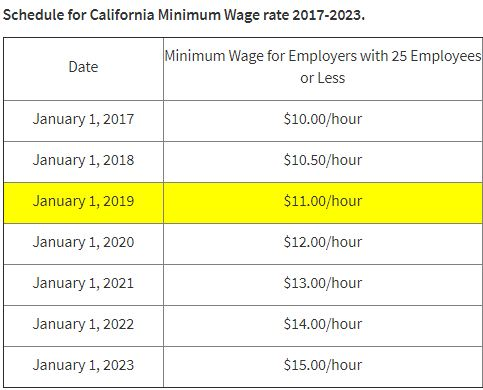 Schedule for California Minimum Wage rate 2017-2023.
Date
Minimum Wage for Employers with 25 Employees
or Less
January 1, 2017 $10.00/hour
January 1, 2018 $10.50/hour
January 1, 2019 $11.00/hour
January 1, 2020 $12.00/hour
January 1, 2021 $13.00/hour
January 1, 2022 $14.00/hour
January 1, 2023 $15.00/hour